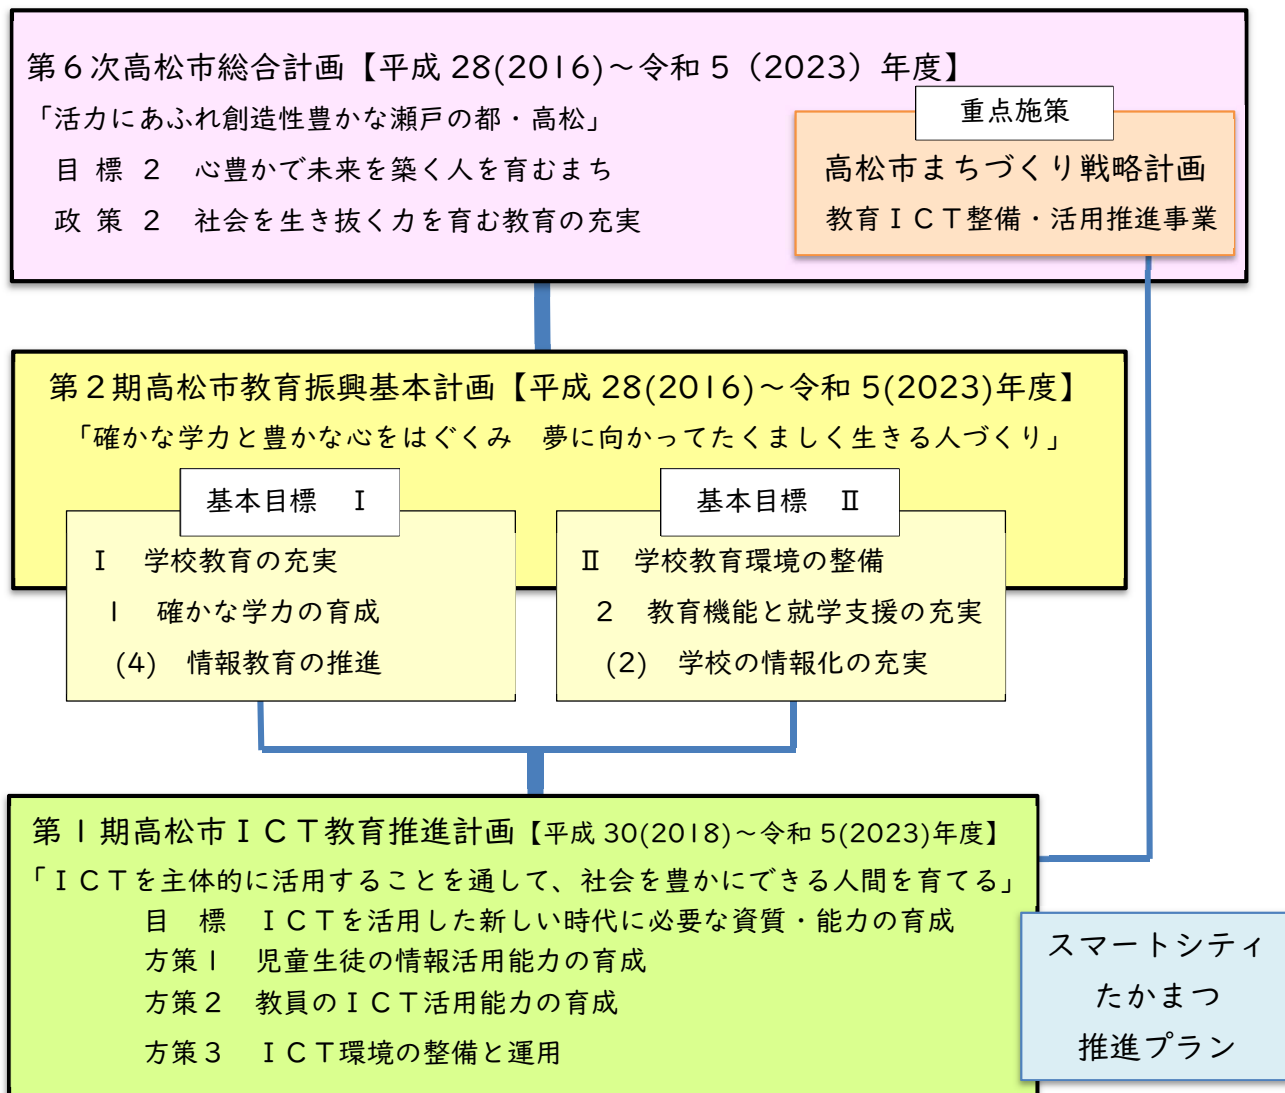 第6次高松市総合計画【平成 28(2016)～令和 5（2023）年度】
「活力にあふれ創造性豊かな瀬戸の都・高松」
目 標 2　心豊かで未来を築く人を育むまち
政 策 2　社会を生き抜く力を育む教育の充実
重点施策
高松市まちづくり戦略計画
教育ＩＣＴ整備・活用推進事業
第2期高松市教育振興基本計画【平成 28(2016)～令和 5(2023)年度】
「確かな学力と豊かな心をはぐくみ　夢に向かってたくましく生きる人づくり」
基本目標　Ⅰ
Ⅰ　学校教育の充実
1　確かな学力の育成
(4)　情報教育の推進
基本目標　Ⅱ
Ⅱ　学校教育環境の整備
2　教育機能と就学支援の充実
(2)　学校の情報化の充実
第1期高松市ＩＣＴ教育推進計画【平成 30(2018)～令和 5(2023)年度】
「ＩＣＴを主体的に活用することを通して、社会を豊かにできる人間を育てる」
目　標　ＩＣＴを活用した新しい時代に必要な資質・能力の育成
方策1　児童生徒の情報活用能力の育成
方策2　教員のＩＣＴ活用能力の育成
方策3　ＩＣＴ環境の整備と運用
スマートシティ
たかまつ
推進プラン